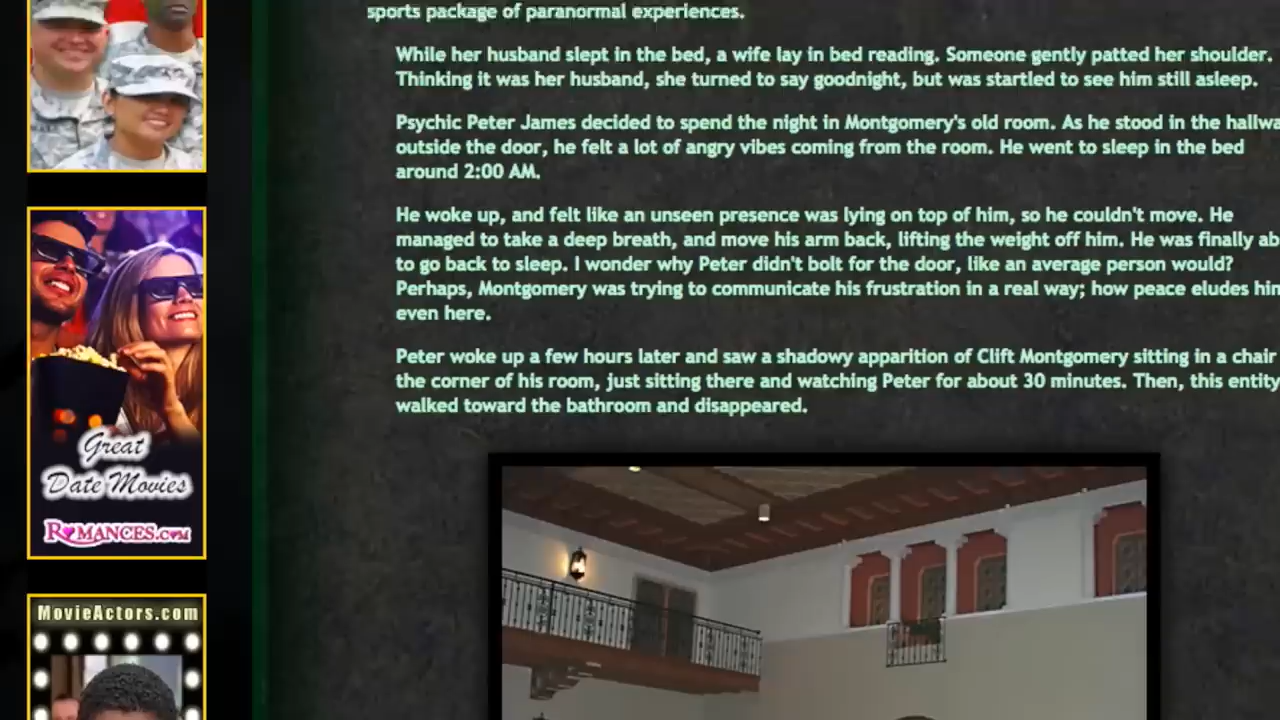 sports package of paranormal experiences.
While her husband slept in the bed, a wife lay in bed reading. Someone gently patted her shoulder.
Thinking it was her husband, she turned to say goodnight, but was startled to see him still asleep.
Psychic Peter James decided to spend the night in Montgomery's old room. As he stood in the hallwa
outside the door, he felt a lot of angry vibes coming from the room. He went to sleep in the bed
around 2:00 AM.
He woke up, and felt like an unseen presence was lying on top of him, so he couldn't move. He
managed to take a deep breath, and move his arm back, lifting the weight off him. He was finally ab
to go back to sleep. I wonder why Peter didn't bolt for the door, like an average person would?
Perhaps, Montgomery was trying to communicate his frustration in a real way; how peace eludes him
even here.
Peter woke up a few hours later and saw a shadowy apparition of Clift Montgomery sitting in a chair
the corner of his room, just sitting there and watching Peter for about 30 minutes. Then, this entity
walked toward the bathroom and disappeared.
Great
Date Movies
ROMANCES.COM
MovieActors.com